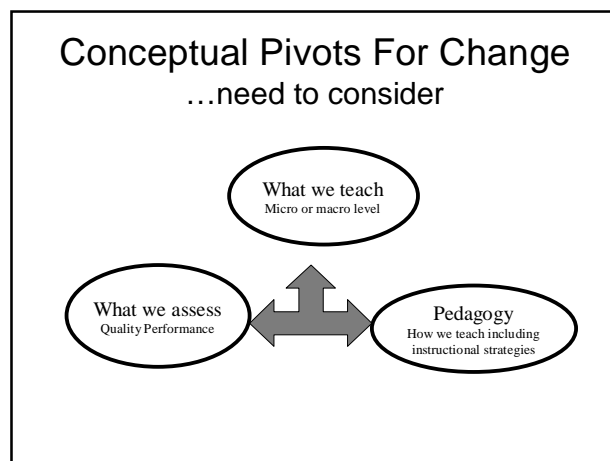 Conceptual Pivots For Change
…need to consider
What we teach
Micro or macro level
What we assess
Quality Performance
Pedagogy
How we teach including
instructional strategies